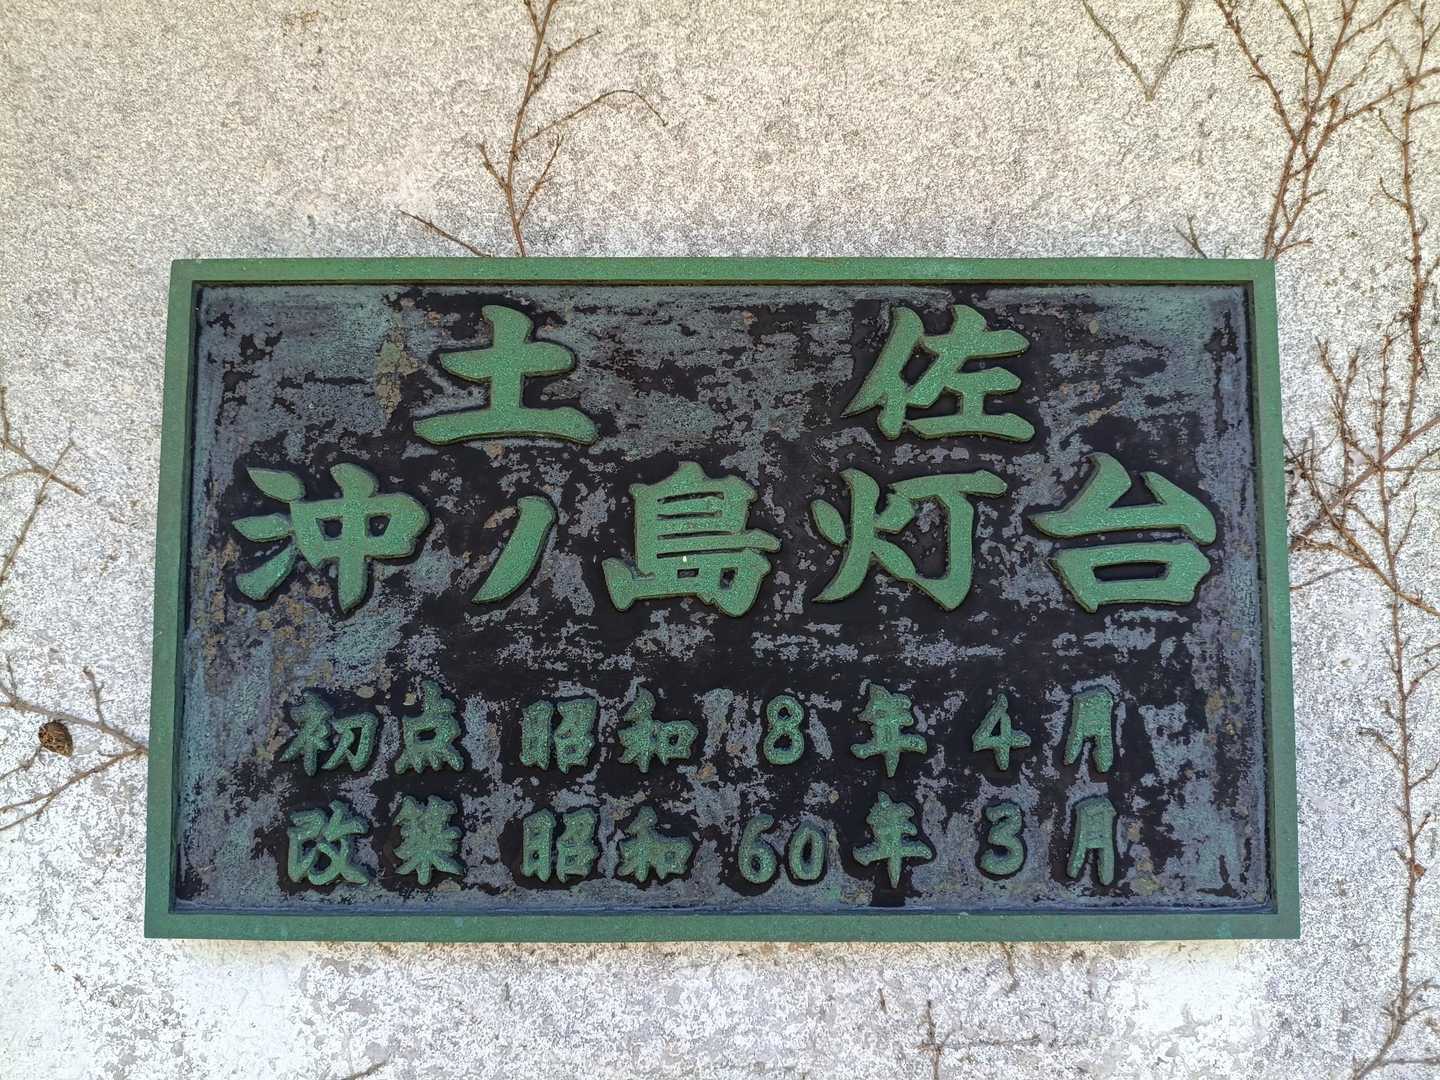 土佐
沖ノ島灯台
初点 昭和 8年 4月
改築 昭和 60年 3月